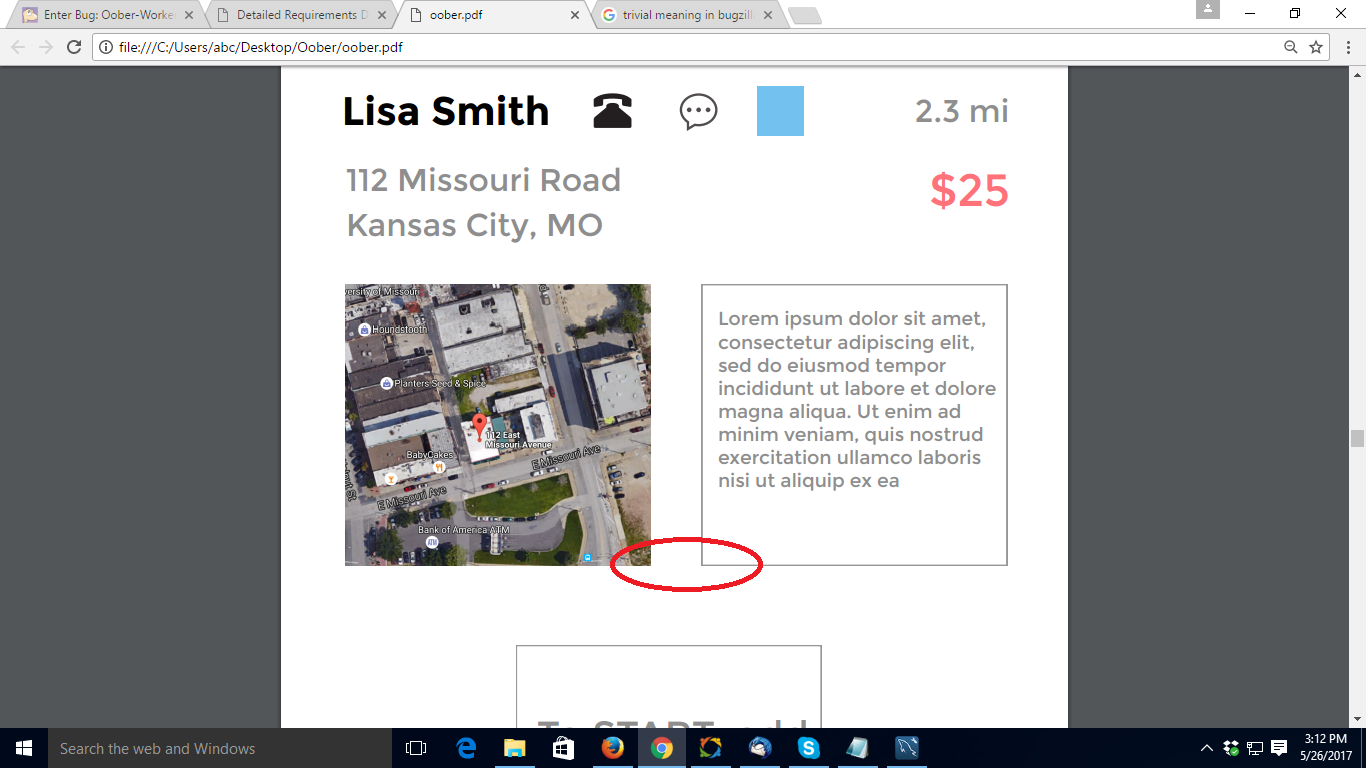 Enter Bug: Oober-Worke
Detailed Requirements D
oober.pdf
trivial meaning in bugzill
file:///C:/Users/abc/Desktop/Oober/oober.pdf
Lisa Smith
2.3 mi
112 Missouri Road
Kansas City, MO
$25
versity of Missouri
Houndstooth
Planters Seed & Spice
112 East
Missouri Avenue
BabyCakes
E Missouri Ave
E Missouri Ave
Bank of America ATM
ATM
Lorem ipsum dolor sit amet,
consectetur adipiscing elit,
sed do eiusmod tempor
incididunt ut labore et dolore
magna aliqua. Ut enim ad
minim veniam, quis nostrud
exercitation ullamco laboris
nisi ut aliquip ex ea
To START add
Search the web and Windows
3:12 PM
5/26/2017